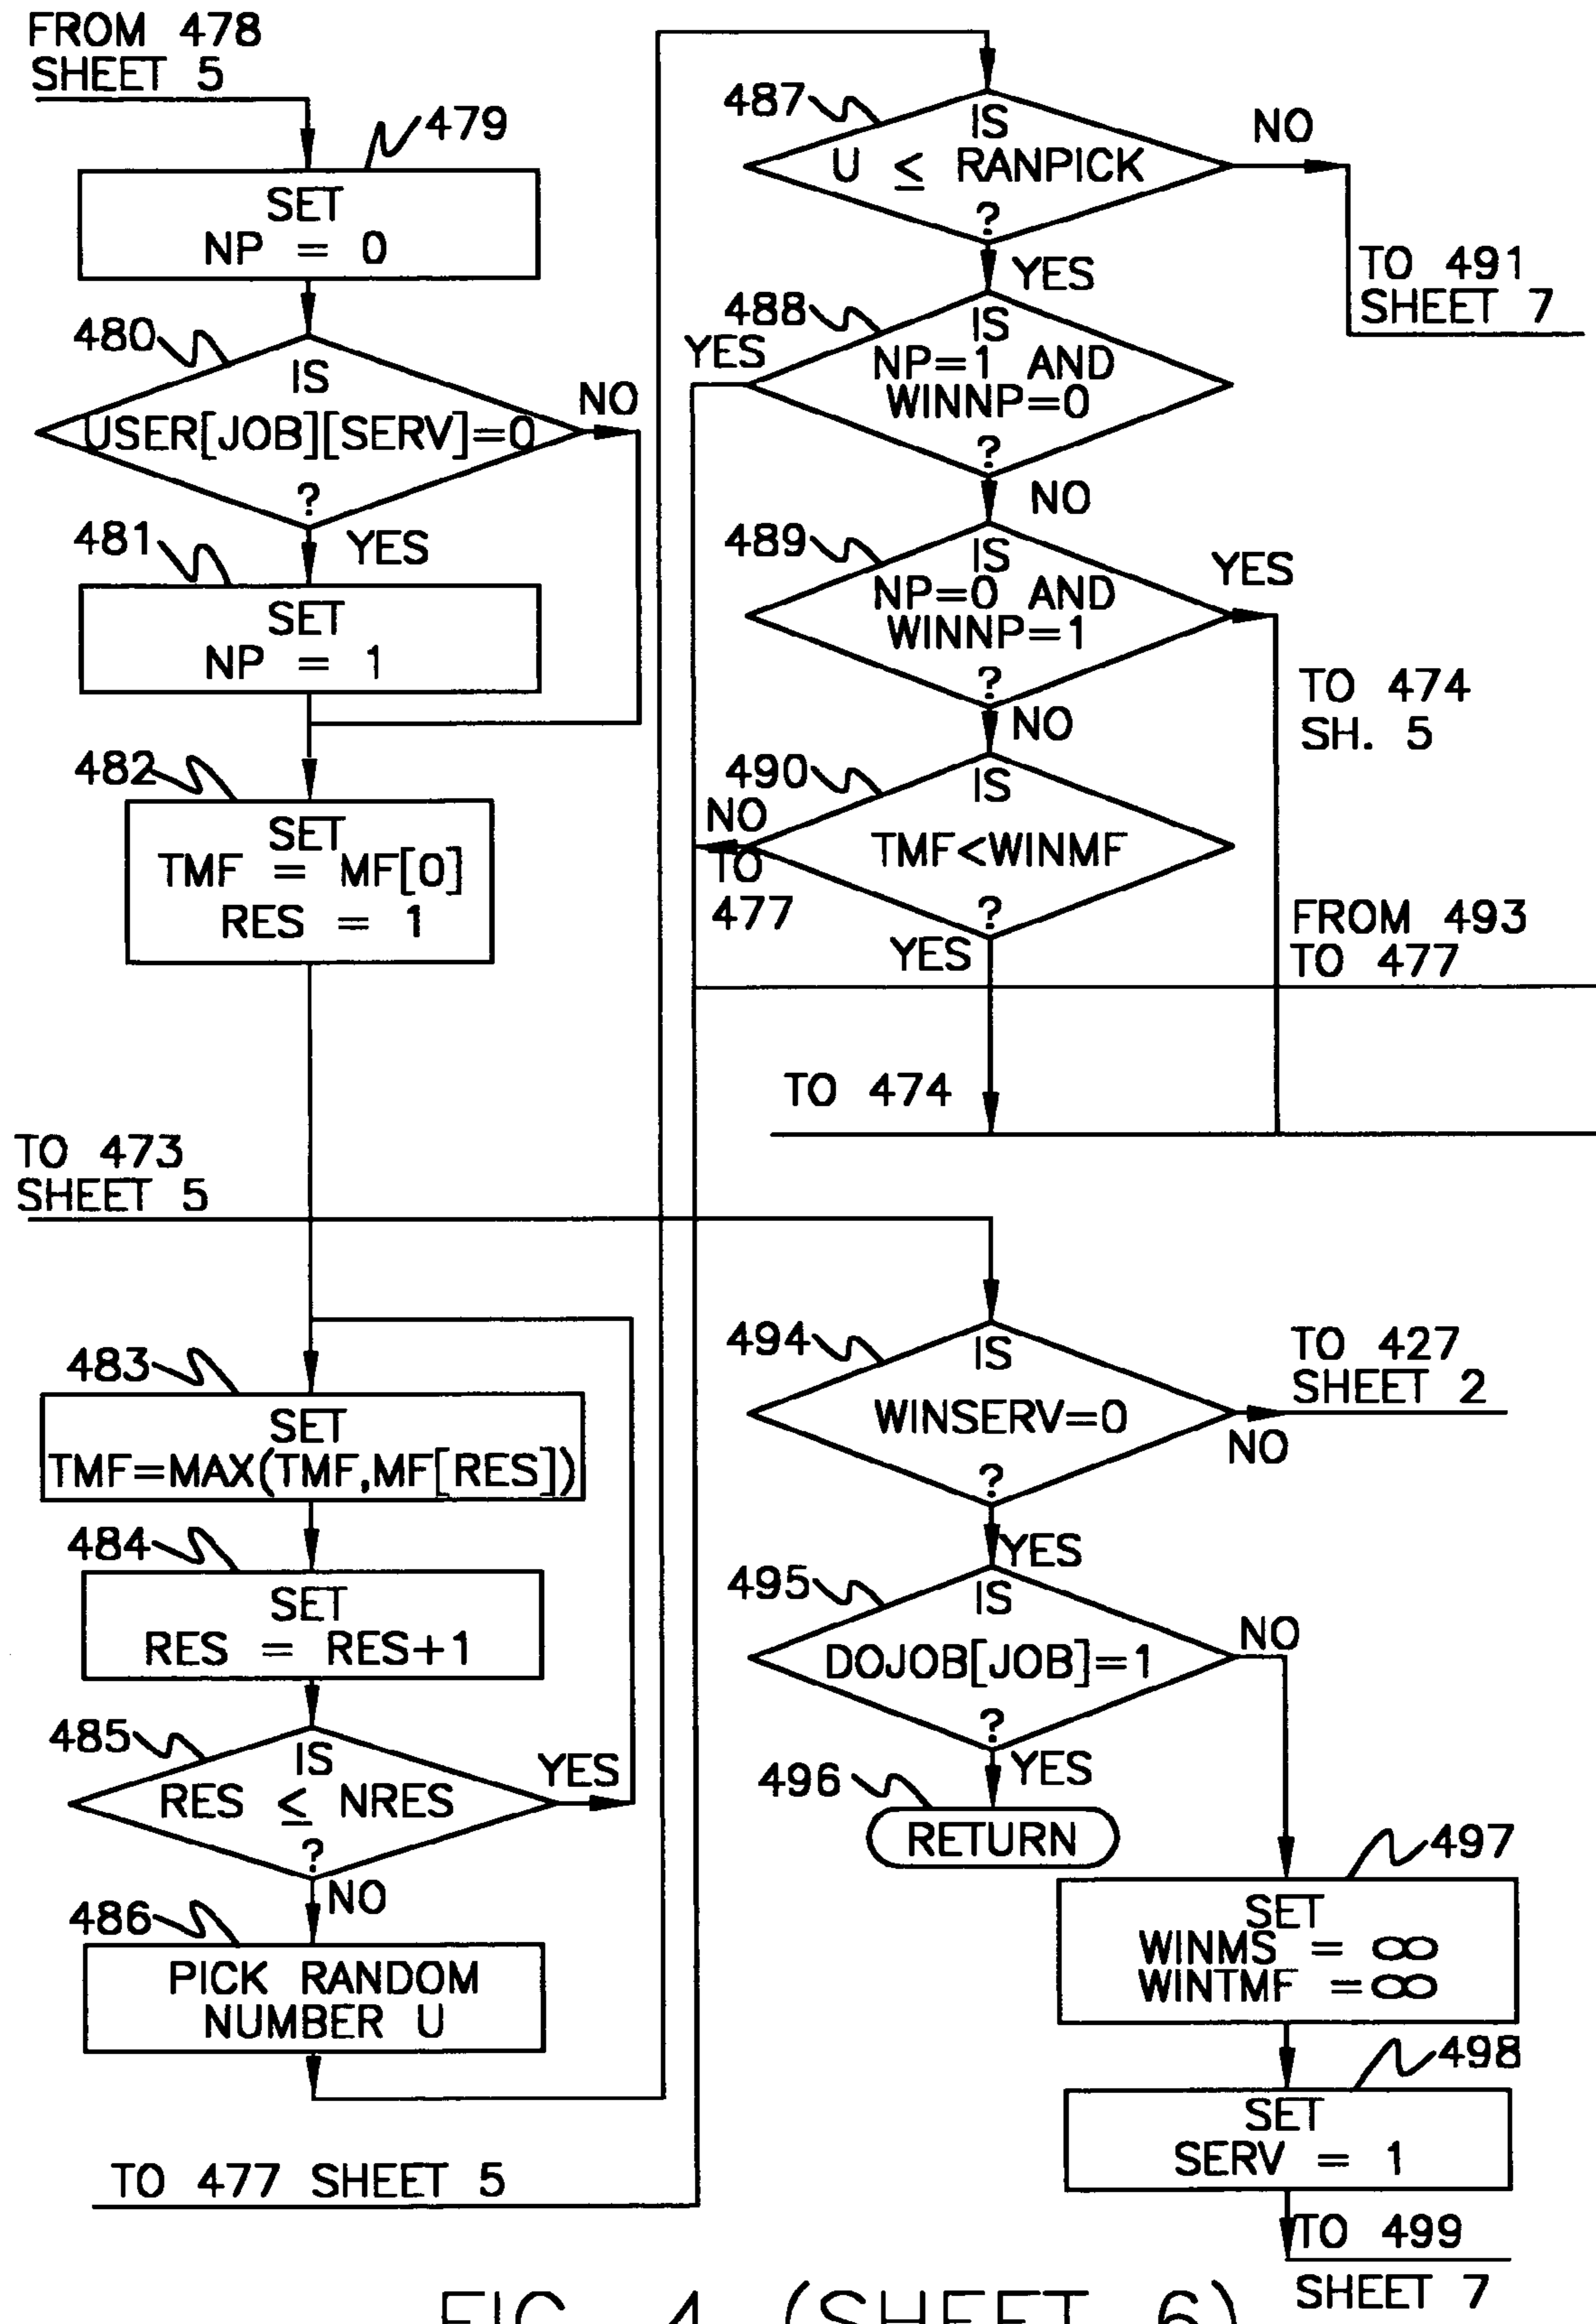 FROM 478
SHEET 5
479
SET
NP = 0
480
IS
USER[JOB][SERV]=0
?
NO
YES
481
SET
NP = 1
482
SET
TMF = MF[0]
RES = 1
TO 473
SHEET 5
483
SET
TMF=MAX(TMF,MF[RES])
484
SET
RES = RES+1
485
IS
RES ≤ NRES
?
YES
NO
486
PICK RANDOM
NUMBER U
TO 477 SHEET 5
487
IS
U ≤ RANPICK
?
NO
TO 491
SHEET 7
YES
488
IS
NP=1 AND
WINNP=0
?
YES
NO
489
IS
NP=0 AND
WINNP=1
?
YES
TO 474
SH. 5
NO
490
IS
TMF<WINMF
?
NO
TO
477
YES
FROM 493
TO 477
TO 474
494
IS
WINSERV=0
?
TO 427
SHEET 2
NO
YES
495
IS
DOJOB[JOB]=1
?
NO
YES
496
RETURN
497
SET
WINMS = ∞
WINTMF =∞
498
SET
SERV = 1
TO 499
SHEET 7
FIG. 4 (SHEET 6)